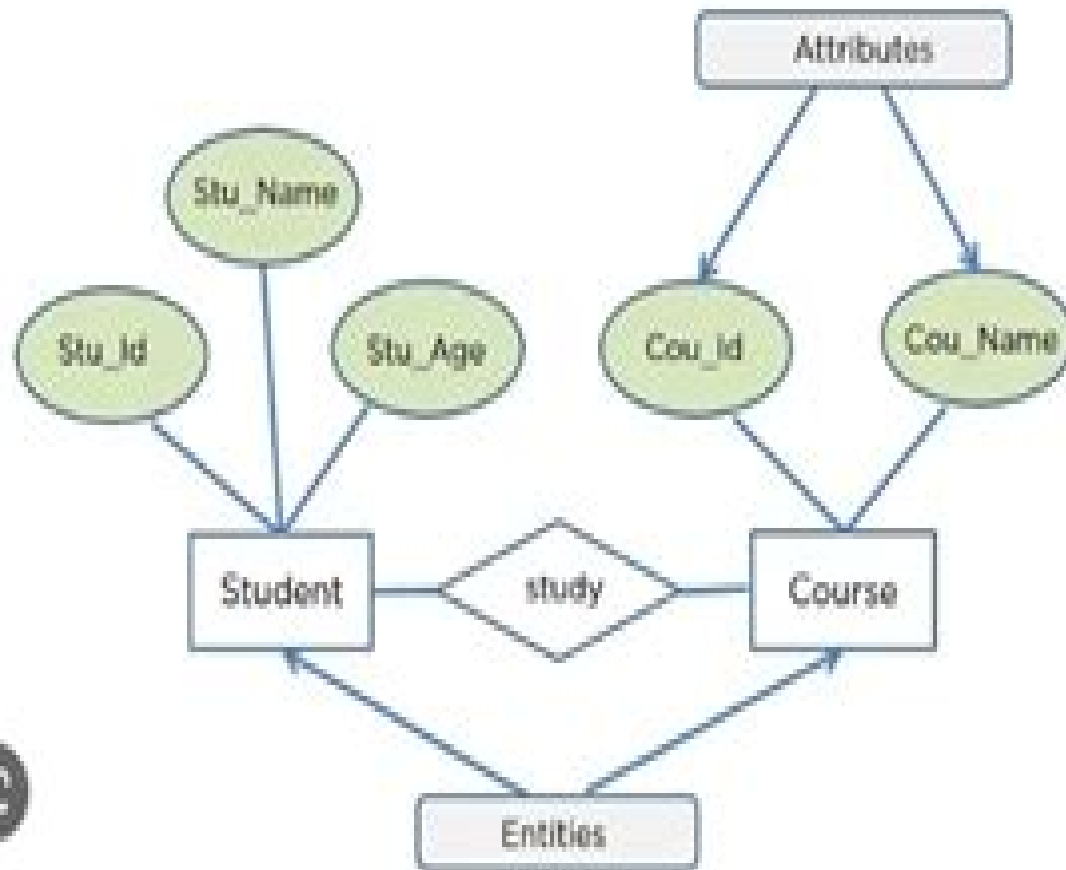 Attributes
Stu_Name
Stu_Id
Stu_Age
Cou_Id
Cou_Name
Student
study
Course
Entities